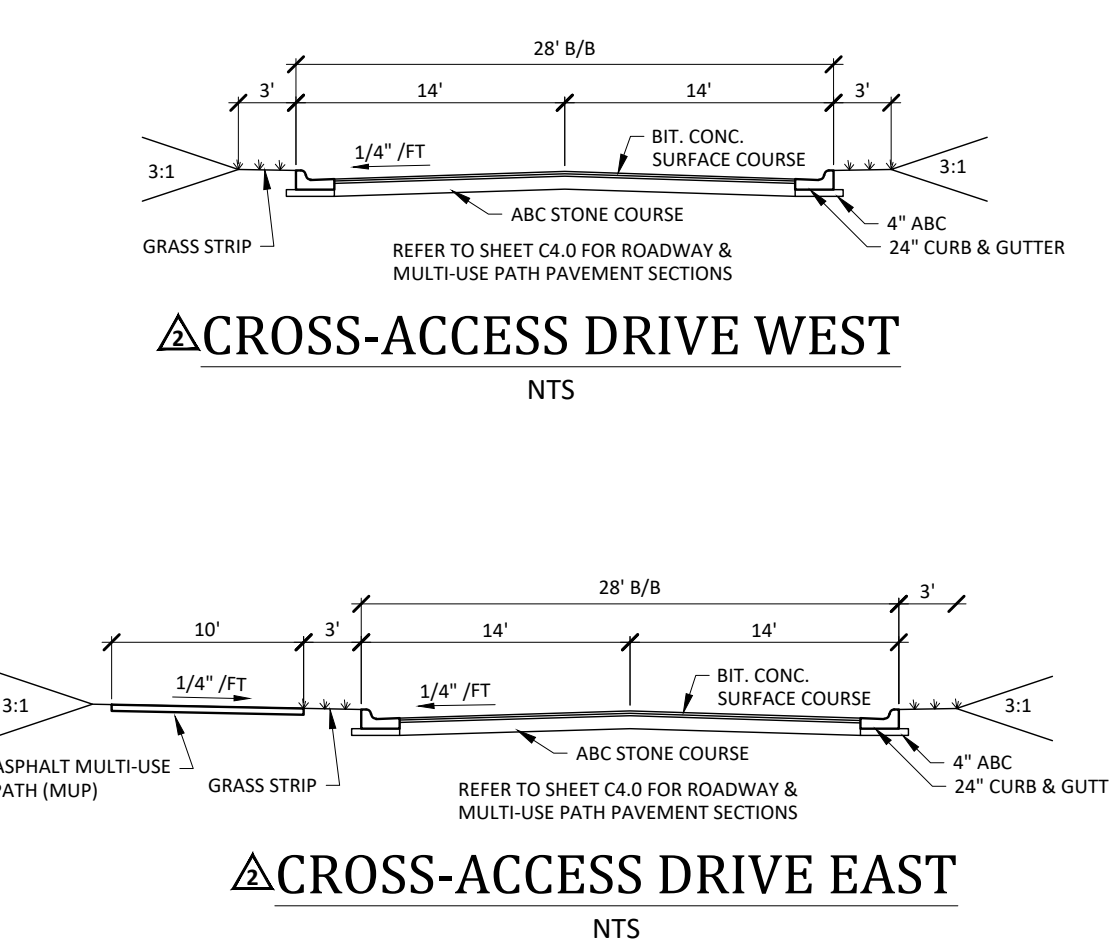 28' B/B
3'
14'
14'
3'
3:1
1/4" /FT
BIT. CONC.
SURFACE COURSE
3:1
GRASS STRIP
ABC STONE COURSE
4" ABC
24" CURB & GUTTER
REFER TO SHEET C4.0 FOR ROADWAY &
MULTI-USE PATH PAVEMENT SECTIONS
2 CROSS-ACCESS DRIVE WEST
NTS
28' B/B
3'
10'
3'
14'
14'
3:1
1/4" /FT
1/4" /FT
BIT. CONC.
SURFACE COURSE
3:1
ASPHALT MULTI-USE
PATH (MUP)
GRASS STRIP
ABC STONE COURSE
4" ABC
24" CURB & GUTT
REFER TO SHEET C4.0 FOR ROADWAY &
MULTI-USE PATH PAVEMENT SECTIONS
2 CROSS-ACCESS DRIVE EAST
NTS